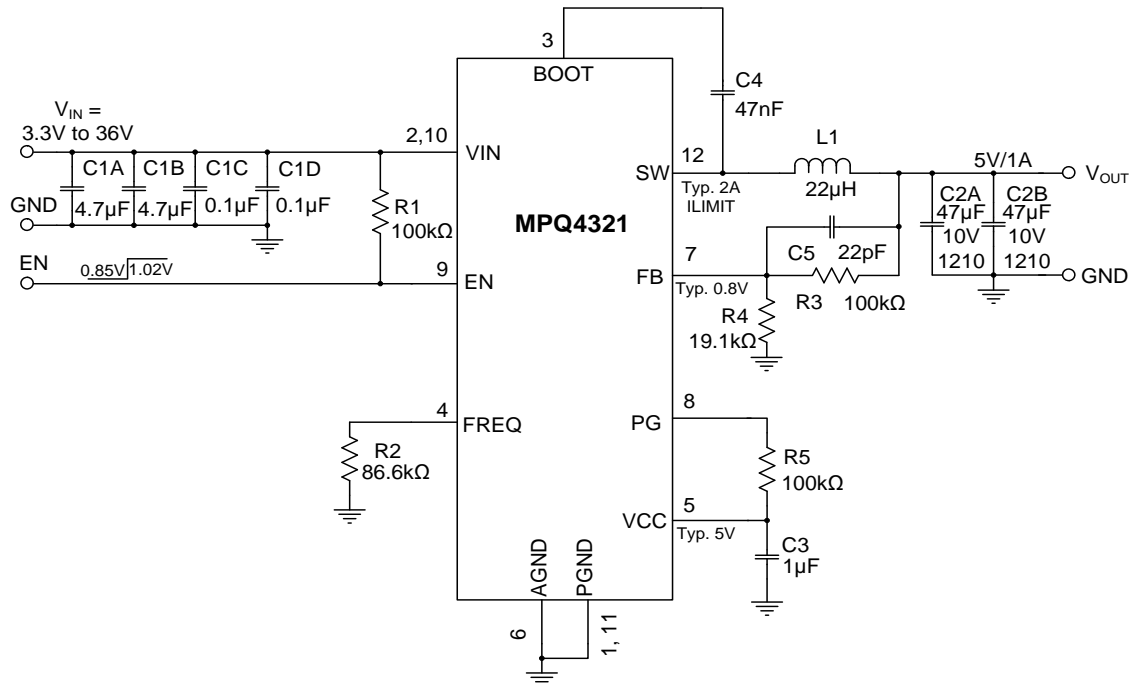 3
BOOT
C4
47nF
V_IN =
3.3V to 36V
2,10
VIN
C1A
C1B
C1C
C1D
4.7µF
4.7µF
0.1µF
0.1µF
GND
R1
100kΩ
EN
0.85V
1.02V
9
EN
MPQ4321
12
SW
Typ. 2A
ILIMIT
L1
22µH
5V/1A
V_OUT
C2A
47µF
10V
1210
C2B
47µF
10V
1210
GND
7
FB
Typ. 0.8V
C5
22pF
R3
100kΩ
R4
19.1kΩ
4
FREQ
R2
86.6kΩ
8
PG
R5
100kΩ
5
VCC
Typ. 5V
C3
1µF
AGND
PGND
6
1, 11